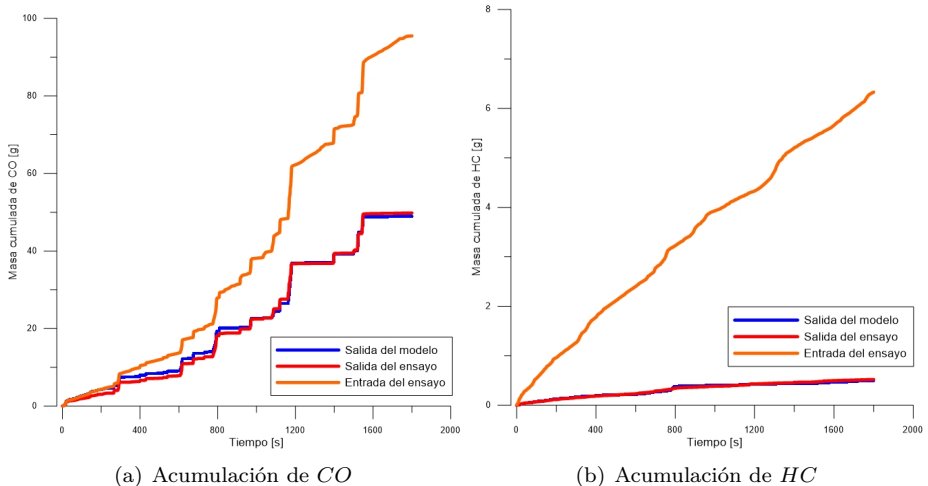 100
80
60
40
20
0
Masa cumulada de CO [g]
0
400
800
1200
1600
2000
Tiempo [s]
Salida del modelo
Salida del ensayo
Entrada del ensayo
(a) Acumulación de CO
8
6
4
2
0
Masa cumulada de HC [g]
0
400
800
1200
1600
2000
Tiempo [s]
Salida del modelo
Salida del ensayo
Entrada del ensayo
(b) Acumulación de HC